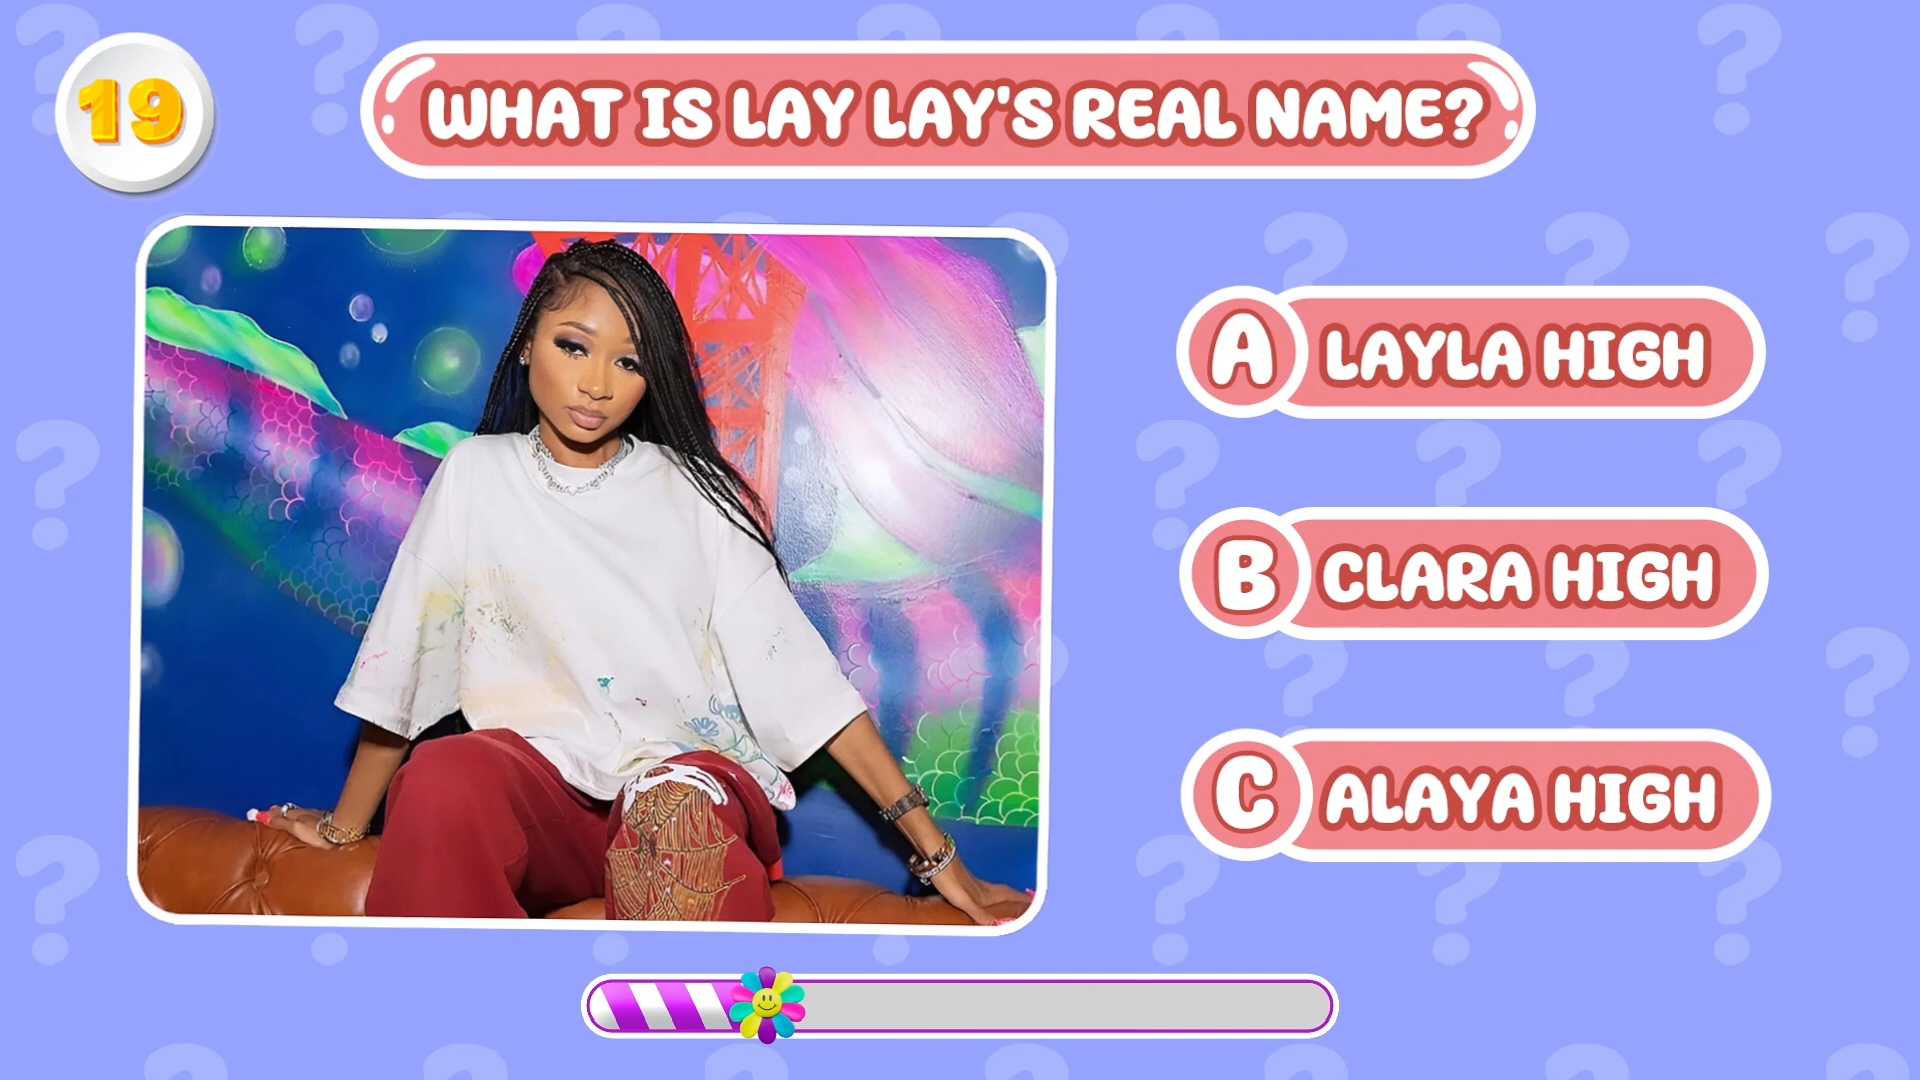 19
WHAT IS LAY LAY'S REAL NAME?
A LAYLA HIGH
B CLARA HIGH
C ALAYA HIGH